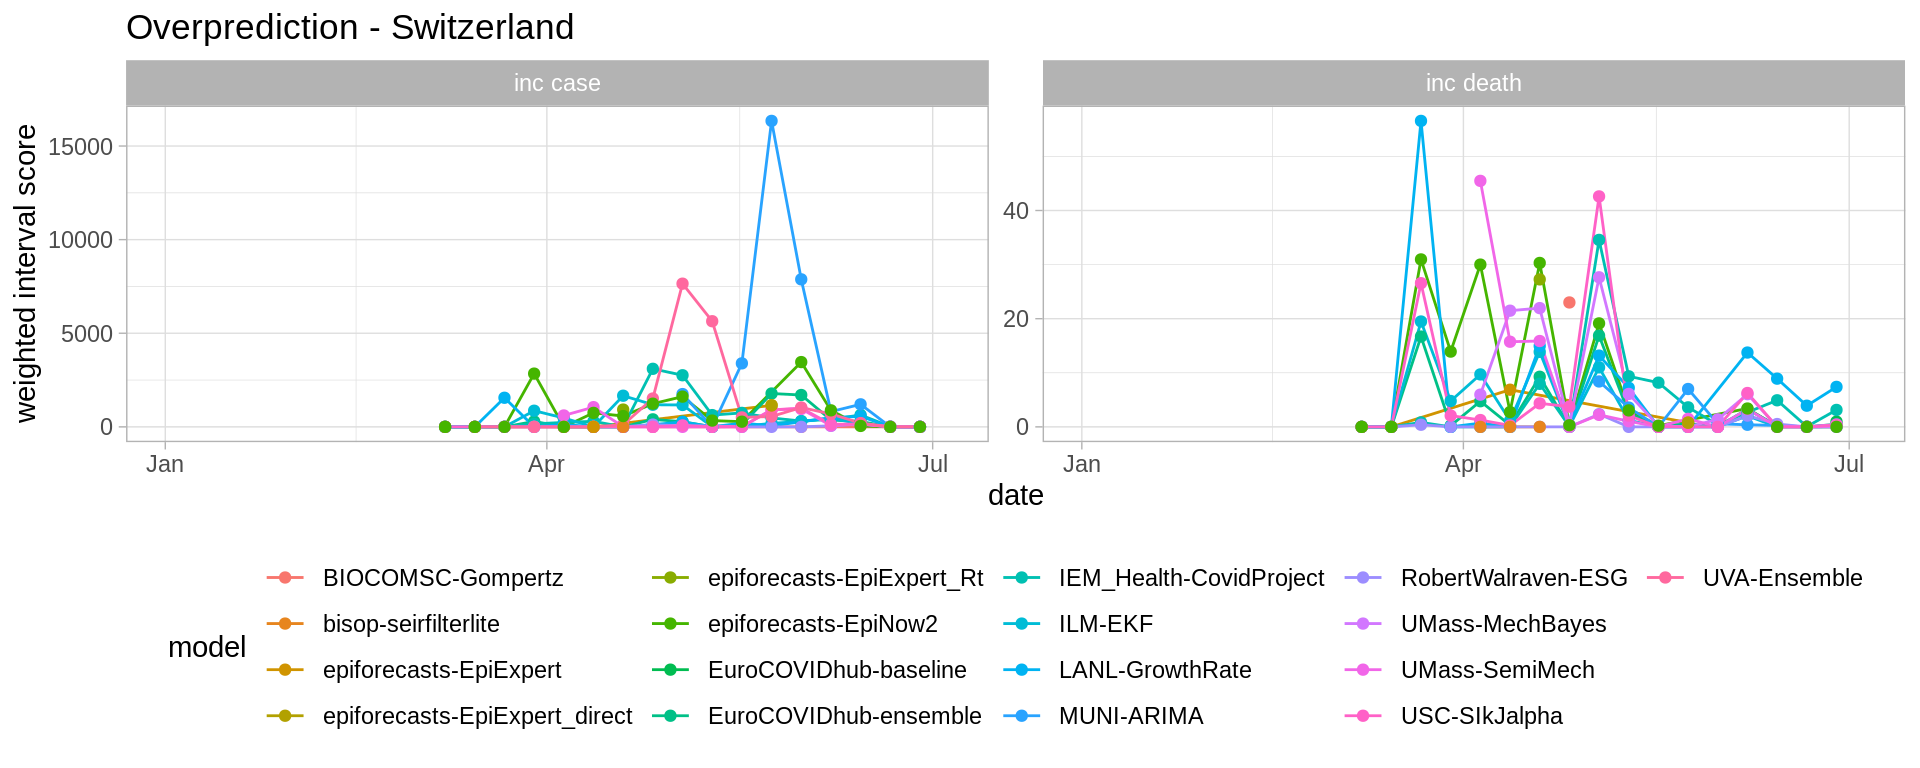 Overprediction - Switzerland
inc case
inc death
weighted interval score
15000
10000
5000
0
40
20
0
Jan
Apr
Jul
Jan
Apr
Jul
date
model
BIOCOMSC-Gompertz
bisop-seirfilterlite
epiforecasts-EpiExpert
epiforecasts-EpiExpert_direct
epiforecasts-EpiExpert_Rt
epiforecasts-EpiNow2
EuroCOVIDhub-baseline
EuroCOVIDhub-ensemble
IEM_Health-CovidProject
ILM-EKF
LANL-GrowthRate
MUNI-ARIMA
RobertWalraven-ESG
UMass-MechBayes
UMass-SemiMech
USC-SIkJalpha
UVA-Ensemble